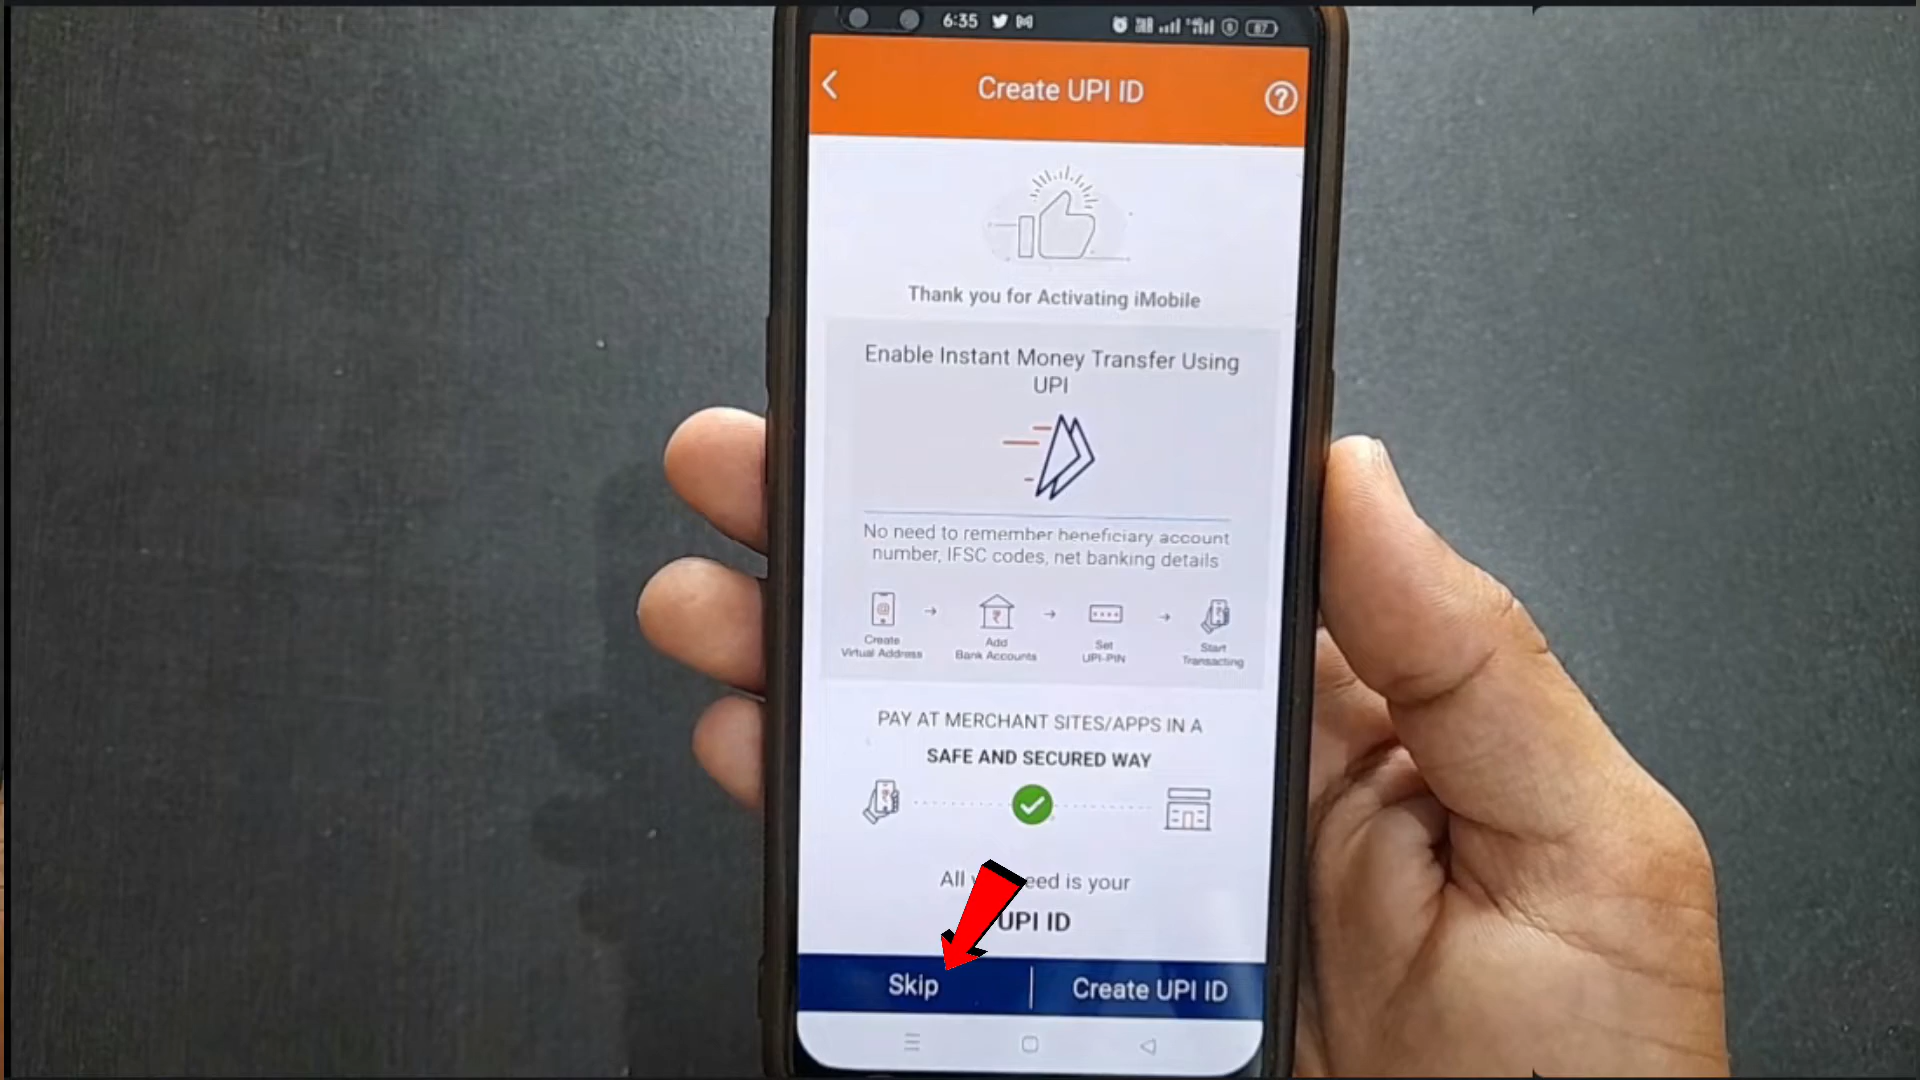 6:35
87
Create UPI ID
Thank you for Activating iMobile
Enable Instant Money Transfer Using
UPI
No need to remember beneficiary account
number, IFSC codes, net banking details
Create
Virtual Address
Add
Bank Accounts
Set
UPI-PIN
Start
Transacting
PAY AT MERCHANT SITES/APPS IN A
SAFE AND SECURED WAY
All need is your
UPI ID
Skip
Create UPI ID